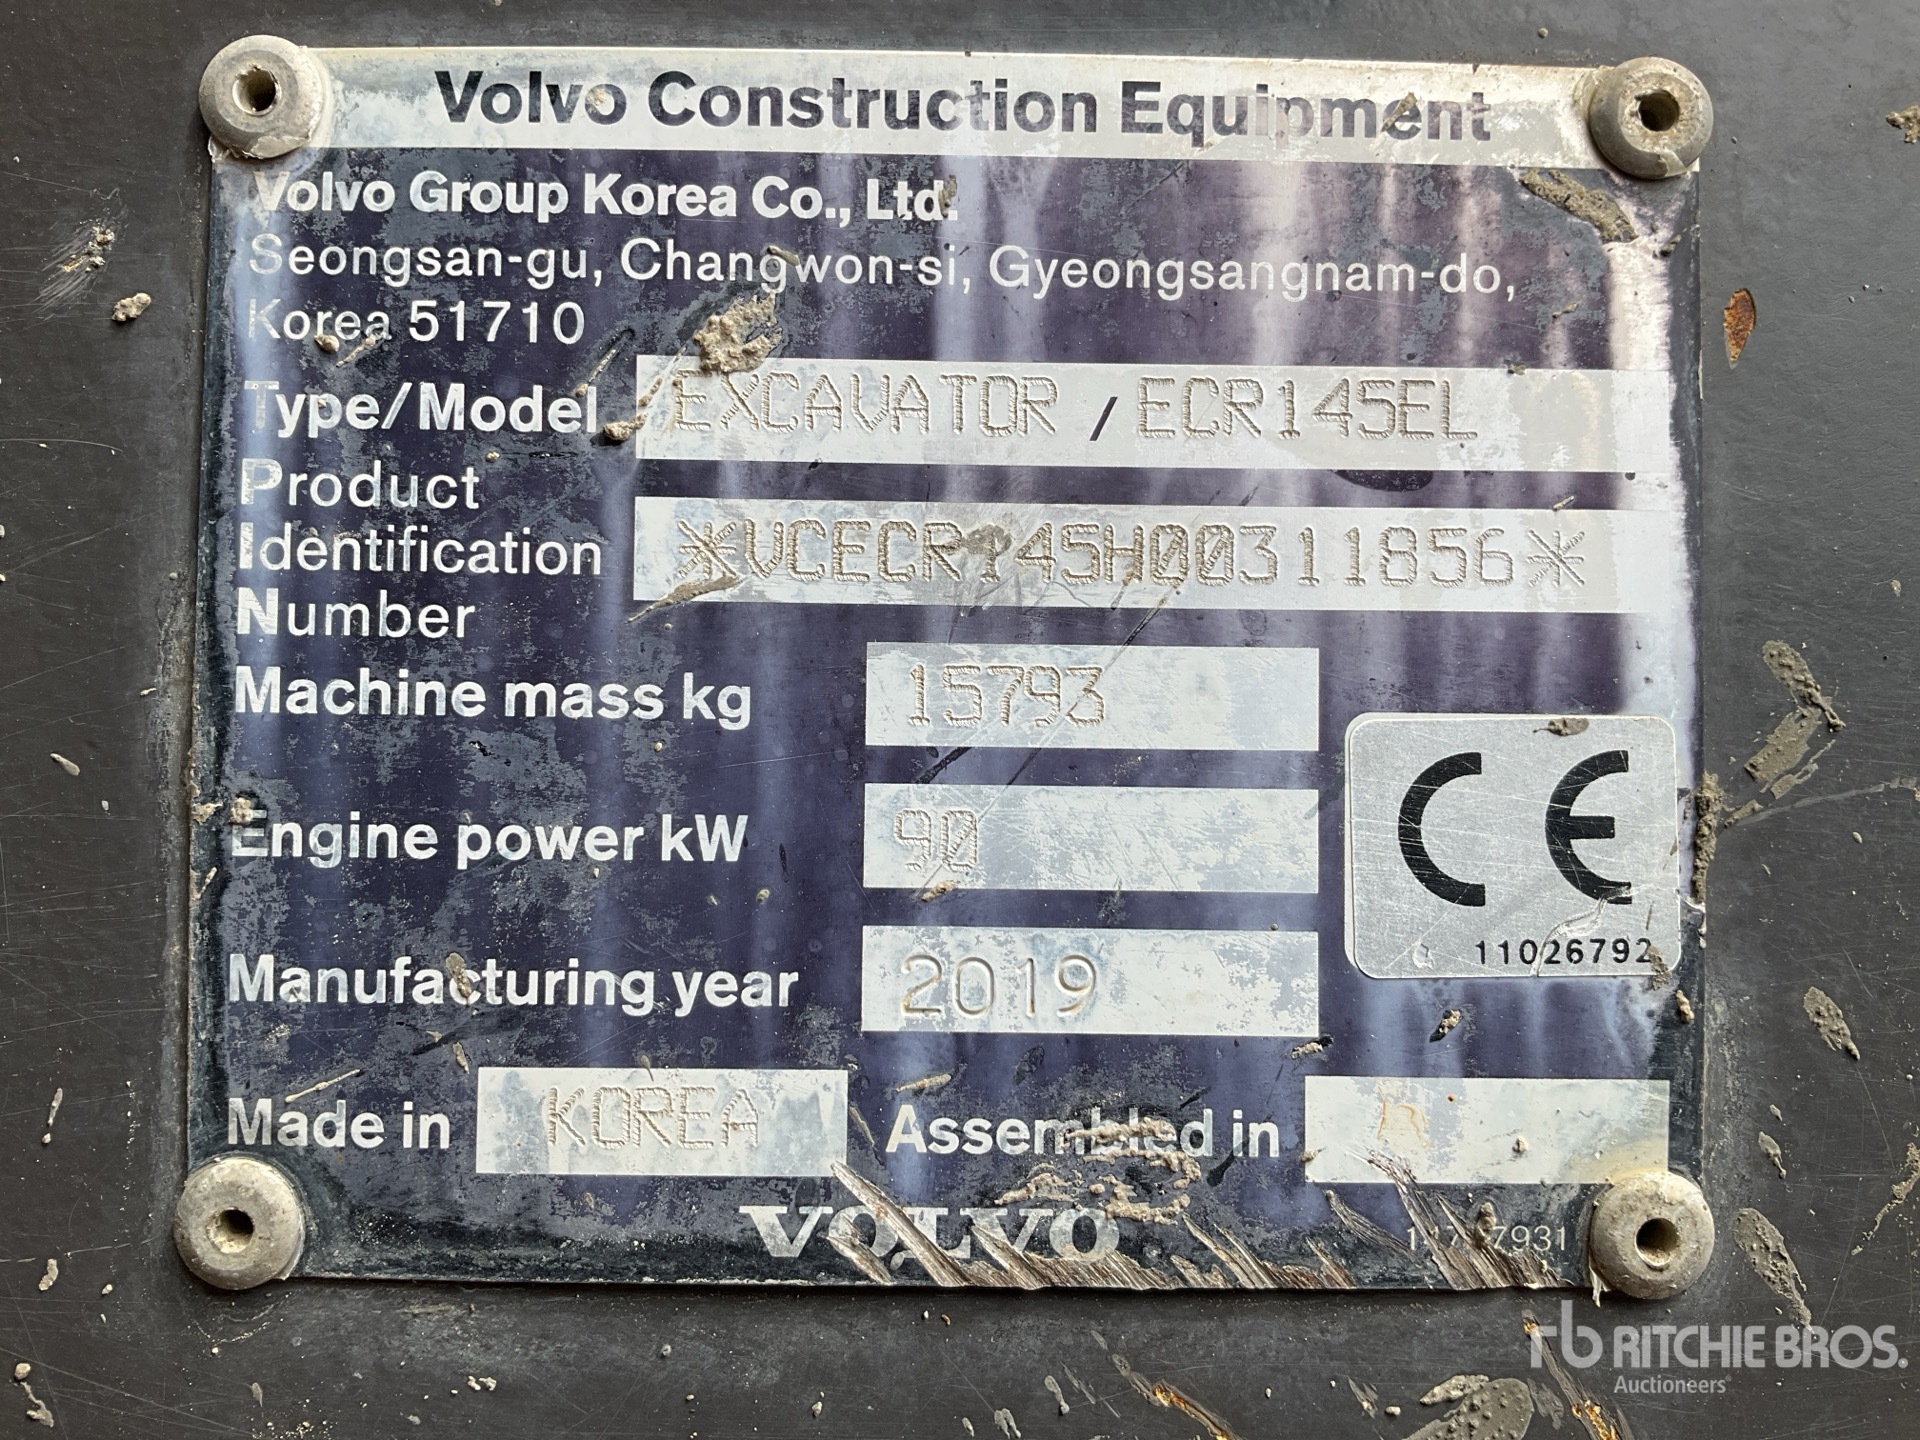 Volvo Construction Equipment
Volvo Group Korea Co., Ltd.
Seongsan-gu, Changwon-si, Gyeongsangnam-do,
Korea 51710
Type/Model EXCAVATOR / ECR145EL
Product
Identification
Number
*VCECR145H00311856*
Machine mass kg 15793
Engine power kW 90
CE
11026792
Manufacturing year 2019
Made in KOREA Assembled in
VOLVO
rb RITCHIE BROS.
Auctioneers